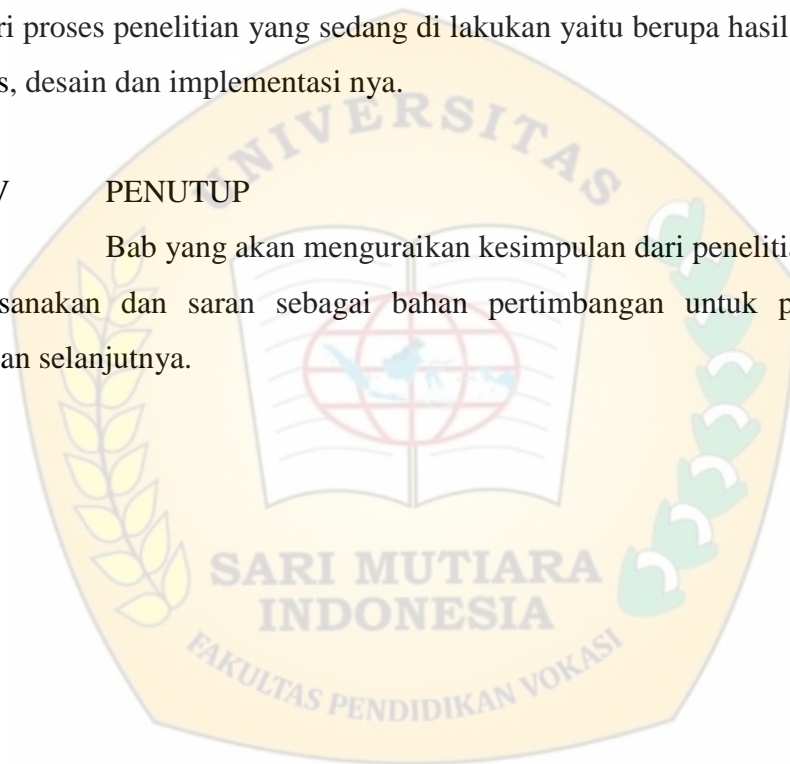 ri proses penelitian yang sedang di lakukan yaitu berupa hasil
s, desain dan implementasi nya.
V PENUTUP
Bab yang akan menguraikan kesimpulan dari peneliti
sanakan dan saran sebagai bahan pertimbangan untuk p
an selanjutnya.
UNIVERSITAS
SARI MUTIARA
INDONESIA
FAKULTAS PENDIDIKAN VOKASI